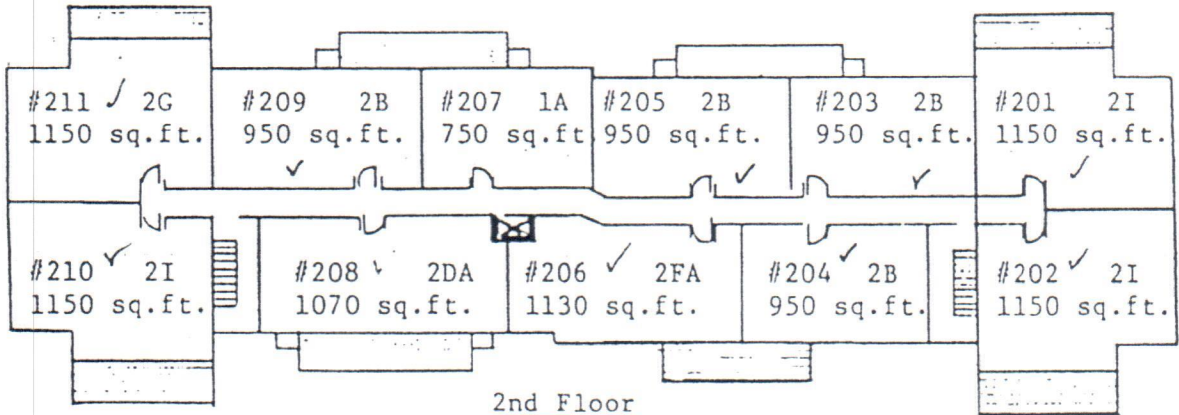 #211 2G
1150 sq.ft.
#209 2B
950 sq.ft.
#207 1A
750 sq.ft
#205 2B
950 sq.ft.
#203 2B
950 sq.ft.
#201 2I
1150 sq.ft.
#210 2I
1150 sq.ft.
#208 2DA
1070 sq.ft.
#206 2FA
1130 sq.ft.
#204 2B
950 sq.ft.
#202 2I
1150 sq.ft.
2nd Floor